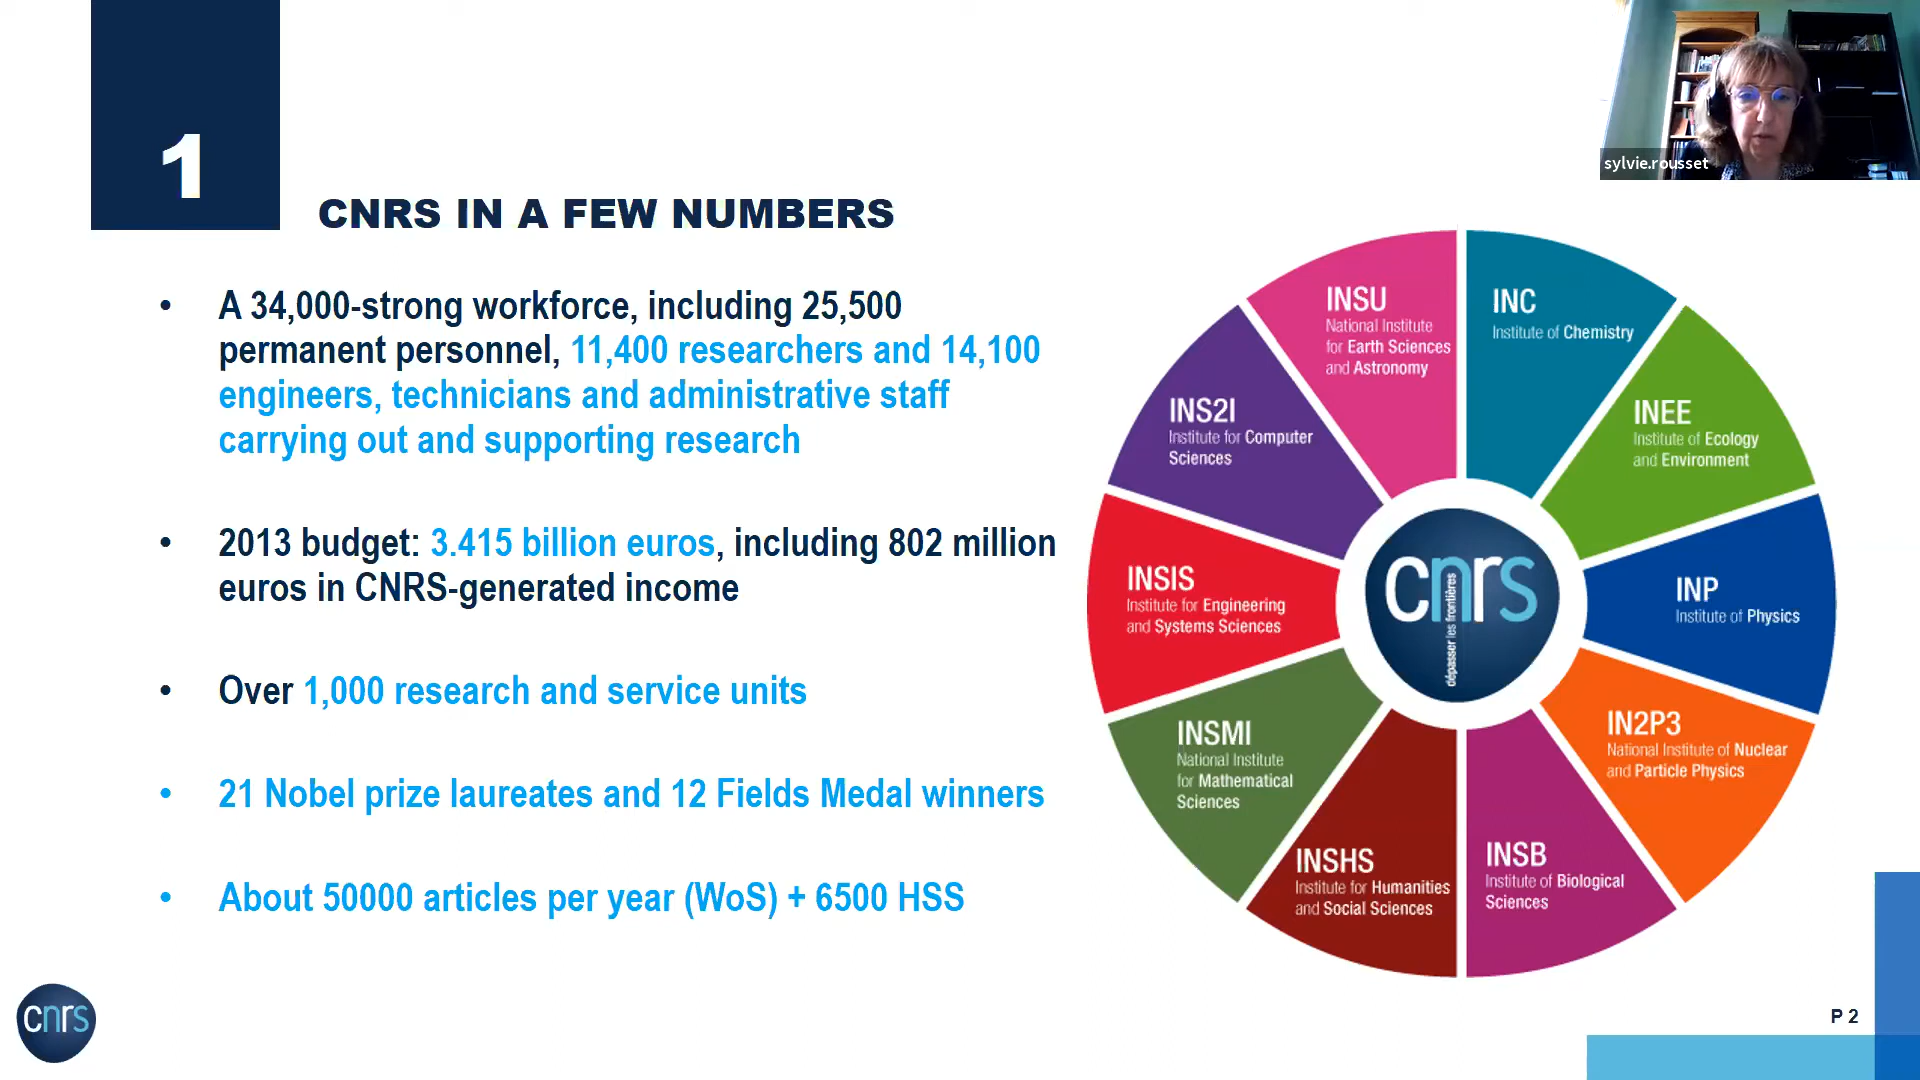 1
CNRS IN A FEW NUMBERS
• A 34,000-strong workforce, including 25,500
permanent personnel, 11,400 researchers and 14,100
engineers, technicians and administrative staff
carrying out and supporting research
• 2013 budget: 3.415 billion euros, including 802 million
euros in CNRS-generated income
• Over 1,000 research and service units
• 21 Nobel prize laureates and 12 Fields Medal winners
• About 50000 articles per year (WoS) + 6500 HSS
sylvie.rousset
INC
Institute of Chemistry
INEE
Institute of Ecology
and Environment
INP
Institute of Physics
IN2P3
National Institute of Nuclear
and Particle Physics
INSB
Institute of Biological
Sciences
INSHS
Institute for Humanities
and Social Sciences
INSMI
National Institute
for Mathematical
Sciences
INSIS
Institute for Engineering
and Systems Sciences
INS2I
Institute for Computer
Sciences
INSU
National Institute
for Earth Sciences
and Astronomy
cnrs
dépasser les frontières
cnrs
P 2